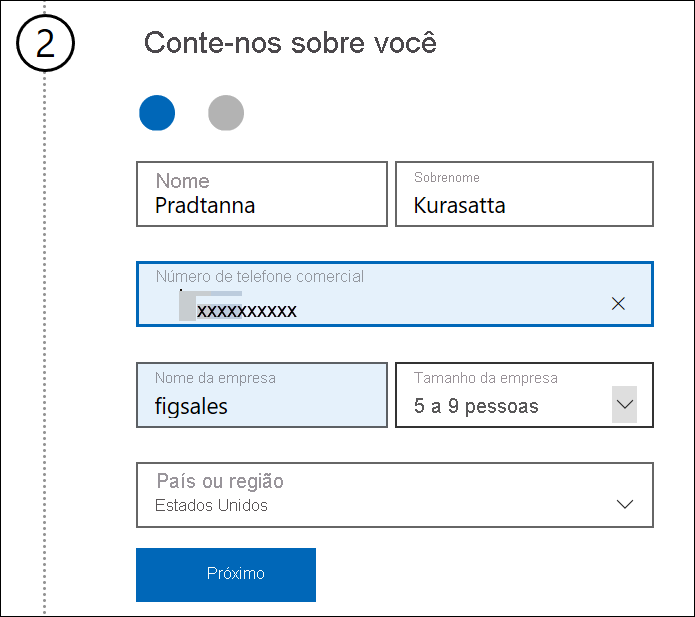 2
Conte-nos sobre você
Nome
Pradtanna
Sobrenome
Kurasatta
Número de telefone comercial
xxxxxxxxxx
Nome da empresa
figsales
Tamanho da empresa
5 a 9 pessoas
País ou região
Estados Unidos
Próximo